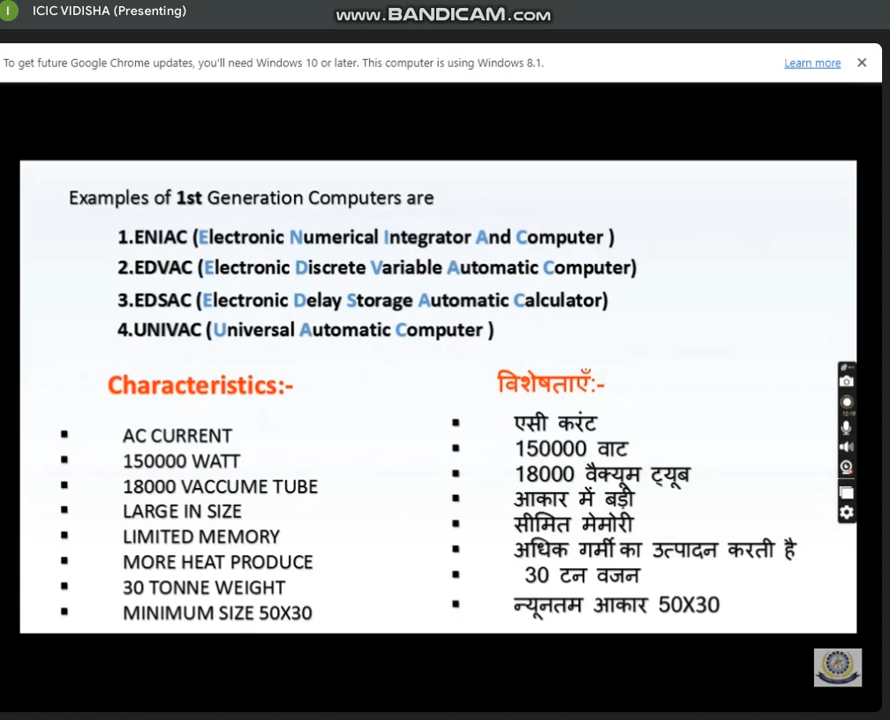 I ICIC VIDISHA (Presenting)
WWW.BANDICAM.COM
To get future Google Chrome updates, you'll need Windows 10 or later. This computer is using Windows 8.1. Learn more
Examples of 1st Generation Computers are
1.ENIAC (Electronic Numerical Integrator And Computer )
2.EDVAC (Electronic Discrete Variable Automatic Computer)
3.EDSAC (Electronic Delay Storage Automatic Calculator)
4.UNIVAC (Universal Automatic Computer )
Characteristics:-
AC CURRENT
150000 WATT
18000 VACCUME TUBE
LARGE IN SIZE
LIMITED MEMORY
MORE HEAT PRODUCE
30 TONNE WEIGHT
MINIMUM SIZE 50X30
विशेषताएँ:-
एसी करंट
150000 वाट
18000 वैक्यूम ट्यूब
आकार में बड़ी
सीमित मेमोरी
अधिक गर्मी का उत्पादन करती है
30 टन वजन
न्यूनतम आकार 50X30